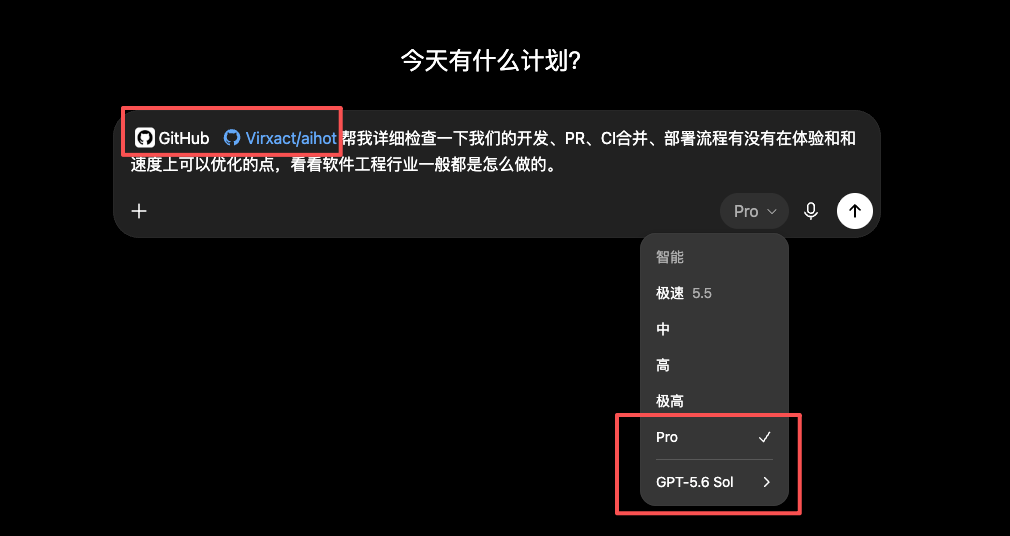 今天有什么计划?
GitHub Virxact/aihot 帮我详细检查一下我们的开发、PR、CI合并、部署流程有没有在体验和和
速度上可以优化的点，看看软件工程行业一般都是怎么做的。
Pro
智能
极速 5.5
中
高
极高
Pro
GPT-5.6 Sol